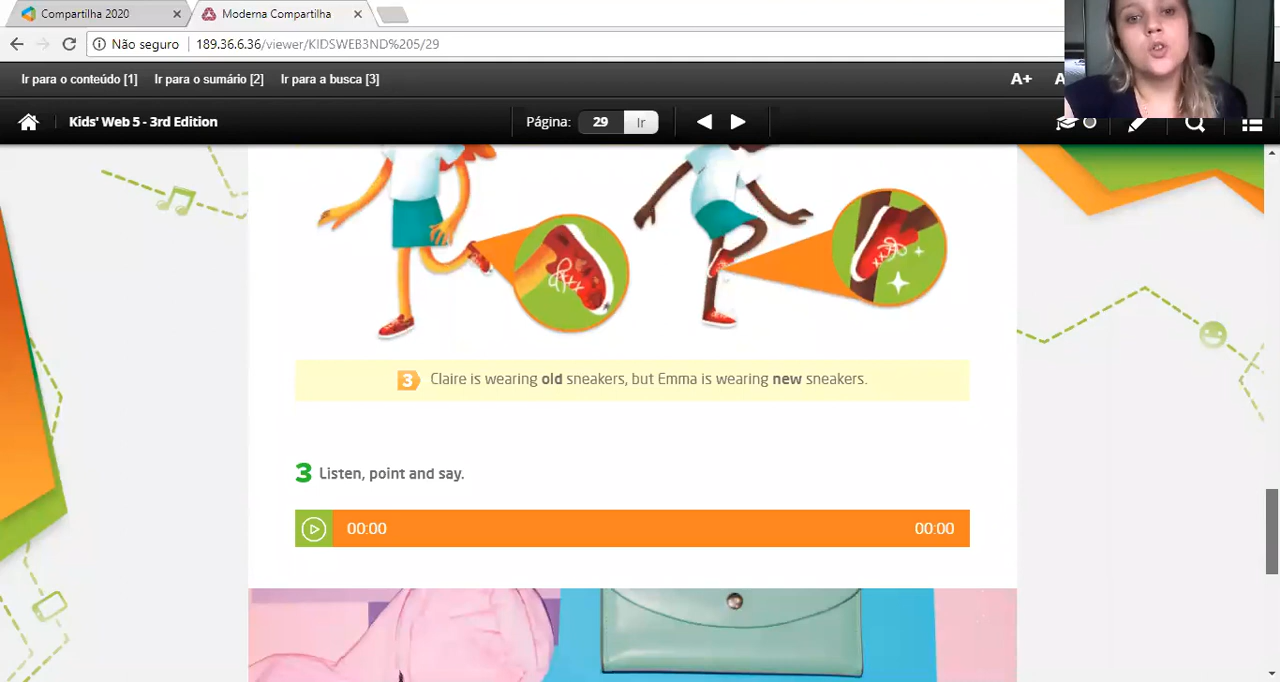 Compartilha 2020
Moderna Compartilha
Não seguro
189.36.6.36/viewer/KIDSWEB3ND%205/29
Ir para o conteúdo [1] Ir para o sumário [2] Ir para a busca [3]
A+
A
Kids' Web 5 - 3rd Edition
Página: 29 Ir
3 Claire is wearing old sneakers, but Emma is wearing new sneakers.
3 Listen, point and say.
00:00 00:00